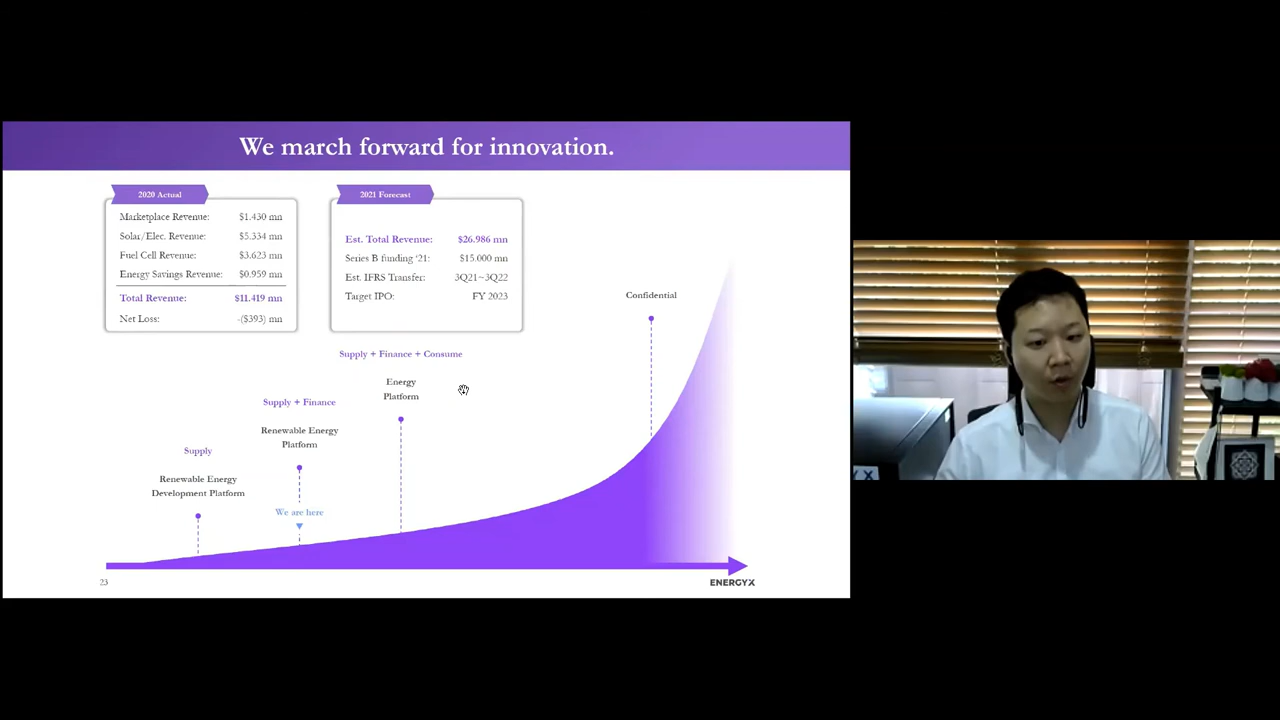 We march forward for innovation.
2020 Actual
Marketplace Revenue: $1.430 mn
Solar/Elec. Revenue: $5.334 mn
Fuel Cell Revenue: $3.623 mn
Energy Savings Revenue: $0.959 mn
Total Revenue: $11.419 mn
Net Loss: -($393) mn
2021 Forecast
Est. Total Revenue: $26.986 mn
Series B funding '21: $15.000 mn
Est. IFRS Transfer: 3Q21~3Q22
Target IPO: FY 2023
Supply
Renewable Energy
Development Platform
Supply + Finance
Renewable Energy
Platform
We are here
Supply + Finance + Consume
Energy
Platform
Confidential
23
ENERGYX